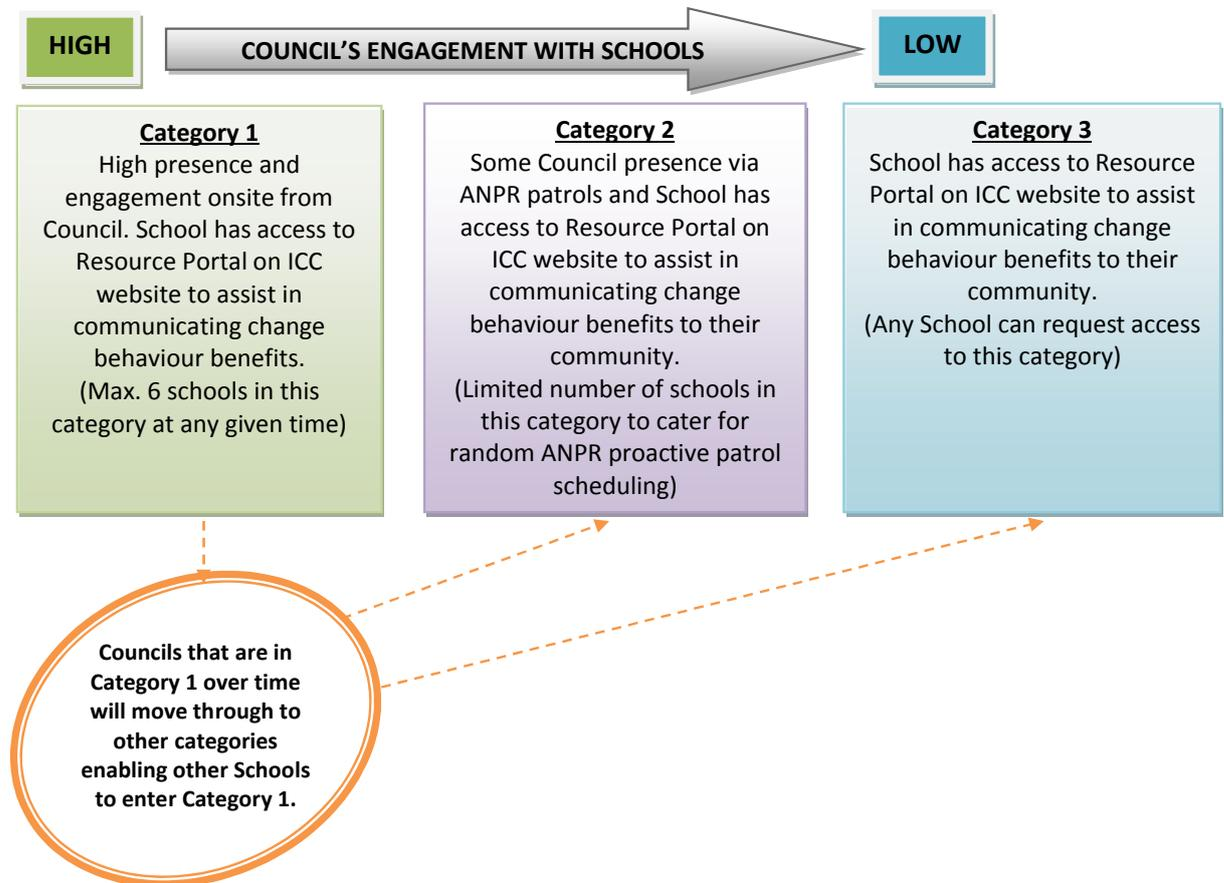 HIGH
COUNCIL'S ENGAGEMENT WITH SCHOOLS
LOW
Category 1
High presence and
engagement onsite from
Council. School has access to
Resource Portal on ICC
website to assist in
communicating change
behaviour benefits.
(Max. 6 schools in this
category at any given time)
Category 2
Some Council presence via
ANPR patrols and School has
access to Resource Portal on
ICC website to assist in
communicating change
behaviour benefits to their
community.
(Limited number of schools in
this category to cater for
random ANPR proactive patrol
scheduling)
Category 3
School has access to Resource
Portal on ICC website to assist
in communicating change
behaviour benefits to their
community.
(Any School can request access
to this category)
Councils that are in
Category 1 over time
will move through to
other categories
enabling other Schools
to enter Category 1.